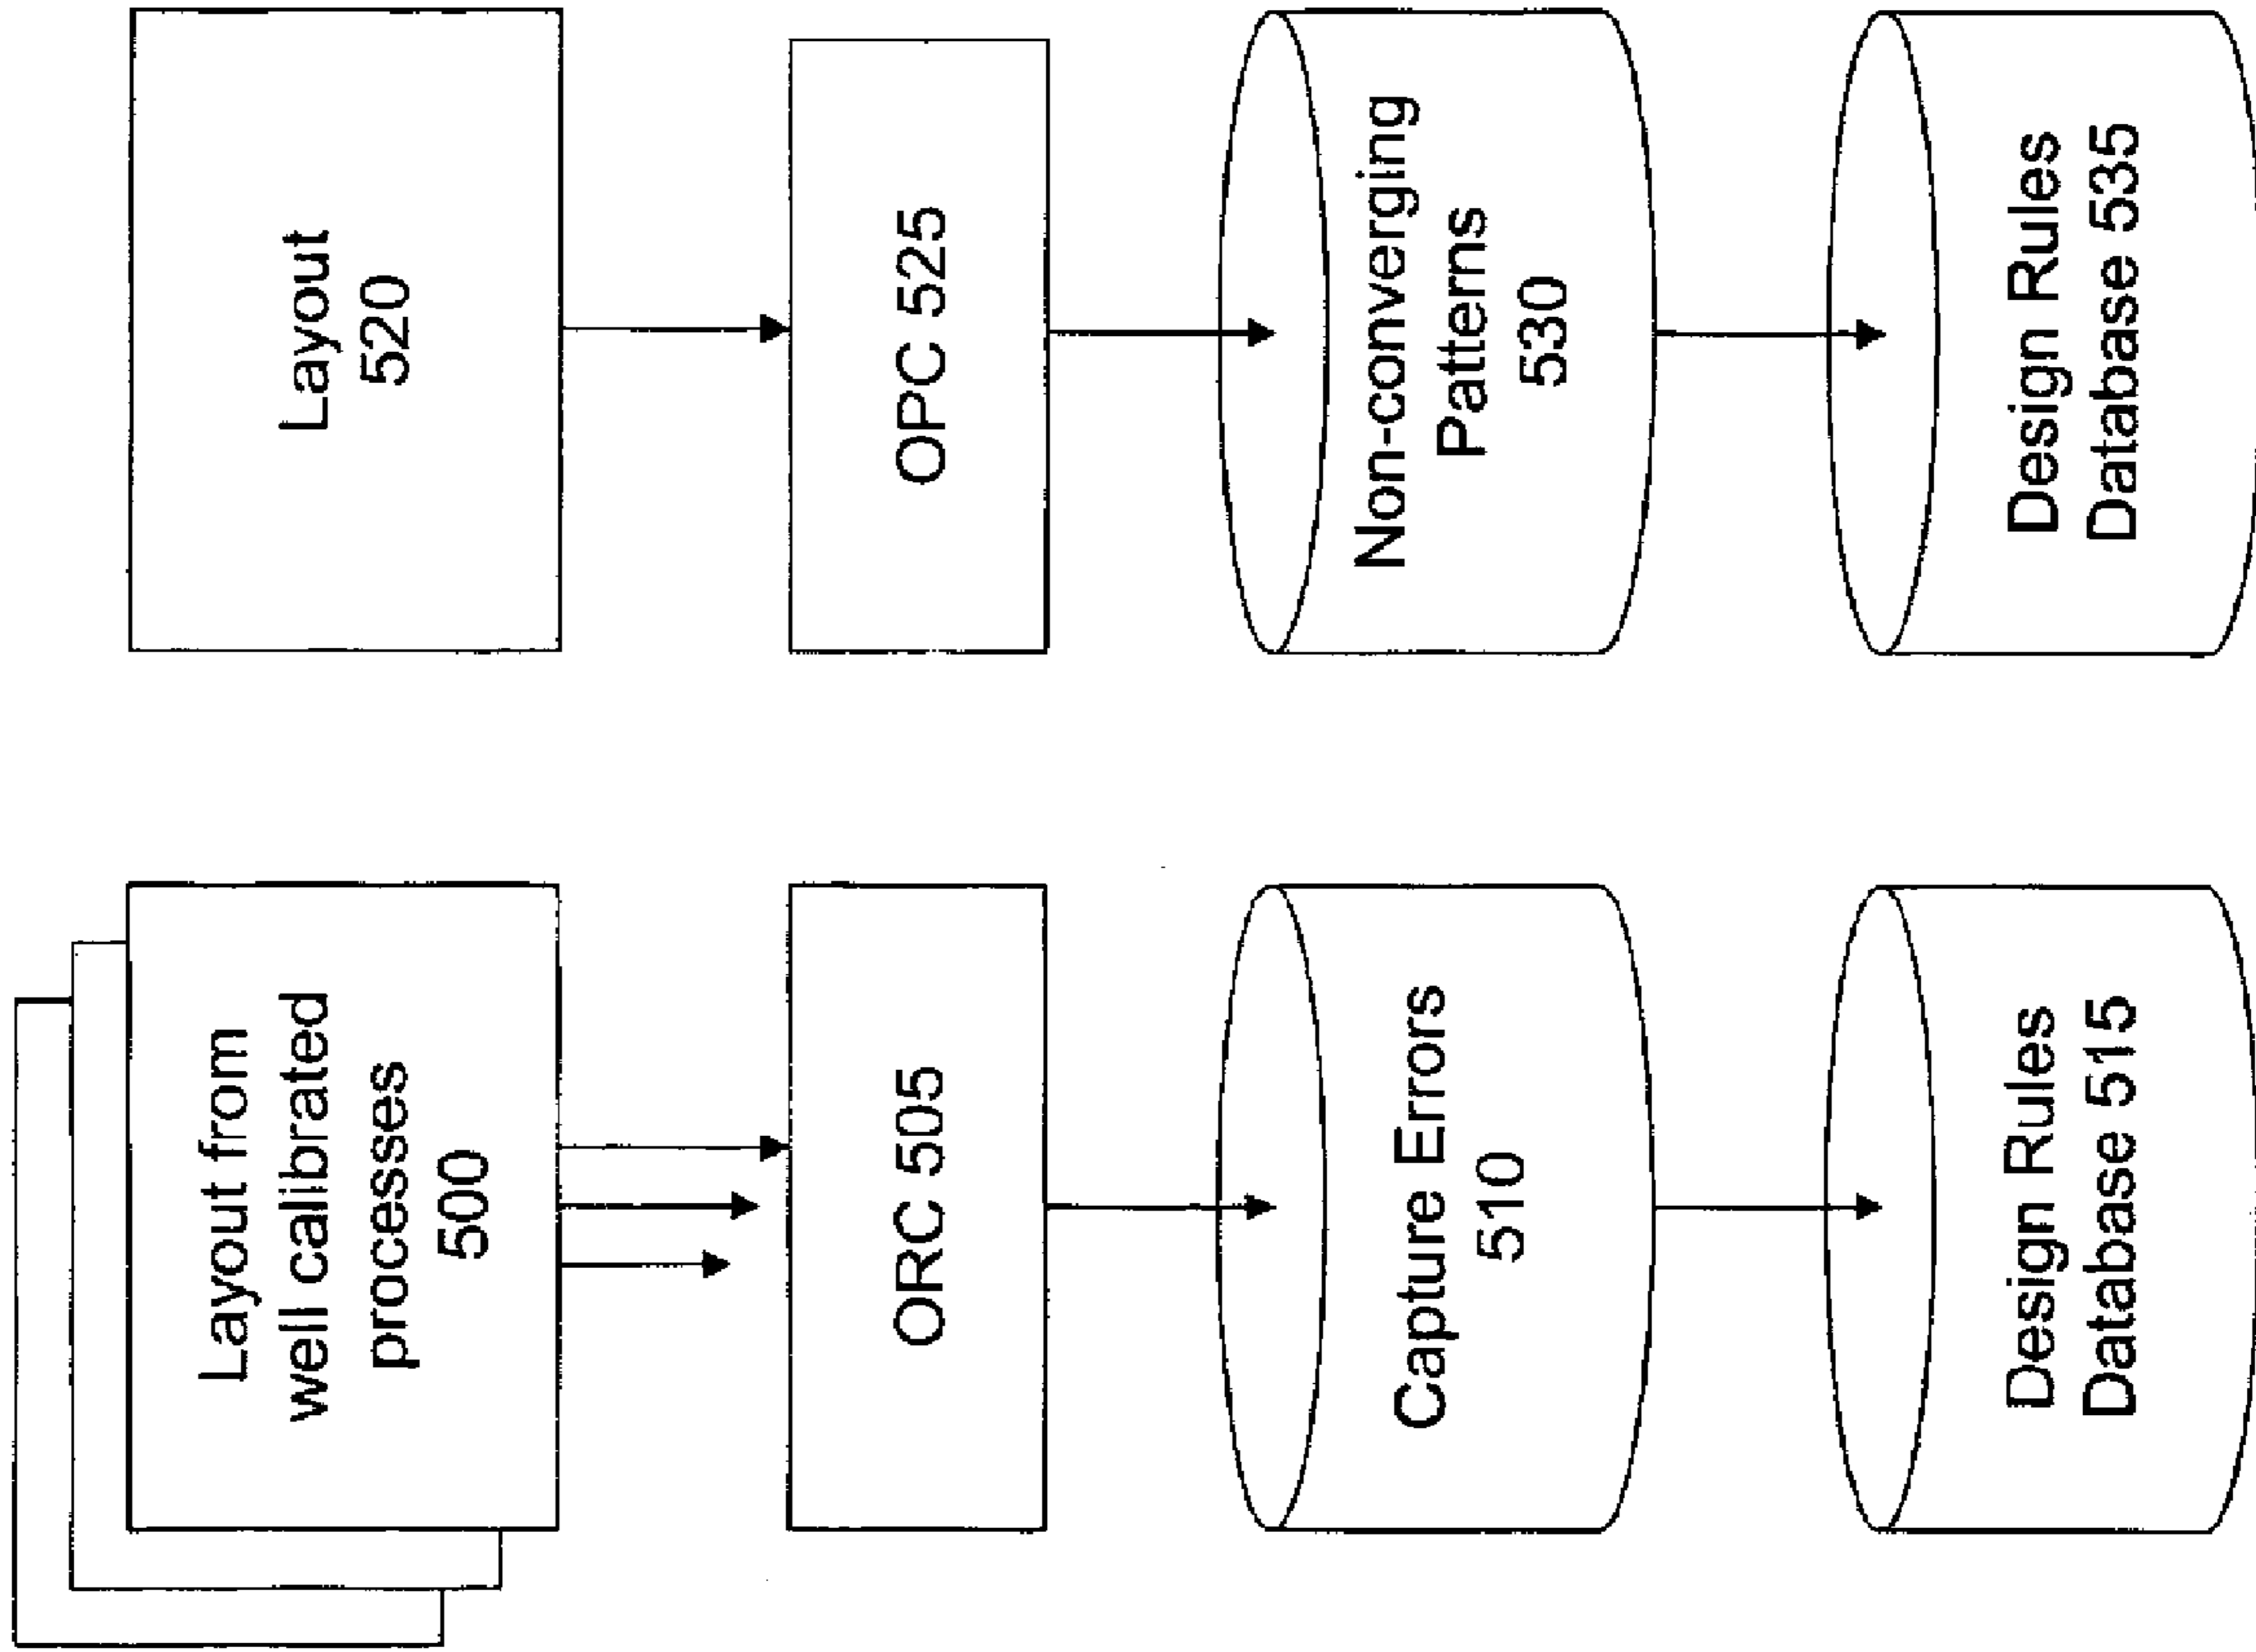 Layout from
well calibrated
processes
500
ORC 505
Capture Errors
510
Design Rules
Database 515
Layout
520
OPC 525
Non-converging
Patterns
530
Design Rules
Database 535